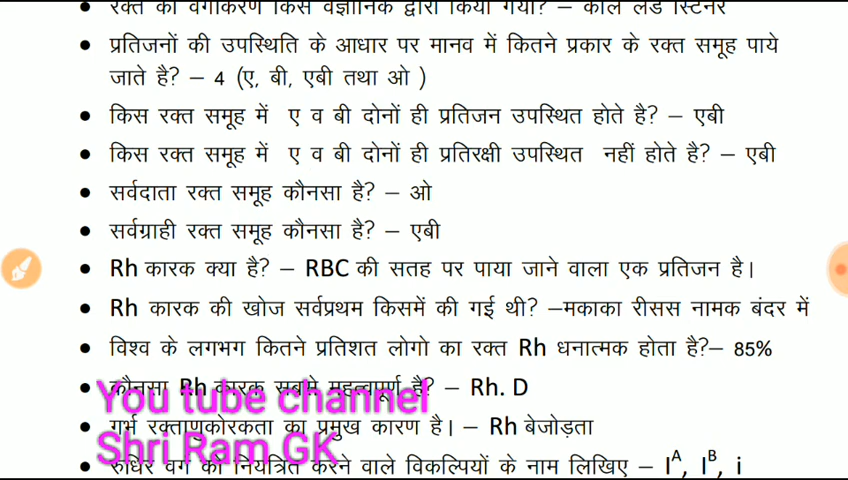 रक्त का वर्गीकरण किस वैज्ञानिक द्वारा किया गया? – कार्ल लैंड स्टिनर
प्रतिजनों की उपस्थिति के आधार पर मानव में कितने प्रकार के रक्त समूह पाये
जाते है? – 4 (ए, बी, एबी तथा ओ )
किस रक्त समूह में ए व बी दोनों ही प्रतिजन उपस्थित होते है? – एबी
किस रक्त समूह में ए व बी दोनों ही प्रतिरक्षी उपस्थित नहीं होते है? – एबी
सर्वदाता रक्त समूह कौनसा है? – ओ
सर्वग्राही रक्त समूह कौनसा है? – एबी
Rh कारक क्या है? – RBC की सतह पर पाया जाने वाला एक प्रतिजन है।
Rh कारक की खोज सर्वप्रथम किसमें की गई थी? –मकाका रीसस नामक बंदर में
विश्व के लगभग कितने प्रतिशत लोगो का रक्त Rh धनात्मक होता है?– 85%
कौनसा Rh कारक सबसे महत्वपूर्ण है? – Rh. D
You tube channel
गर्भ रक्ताणुकोरकता का प्रमुख कारण है। – Rh बेजोड़ता
Shri Ram GK
रुधिर वर्ग को नियंत्रित करने वाले विकल्पियों के नाम लिखिए – I^A, I^B, i